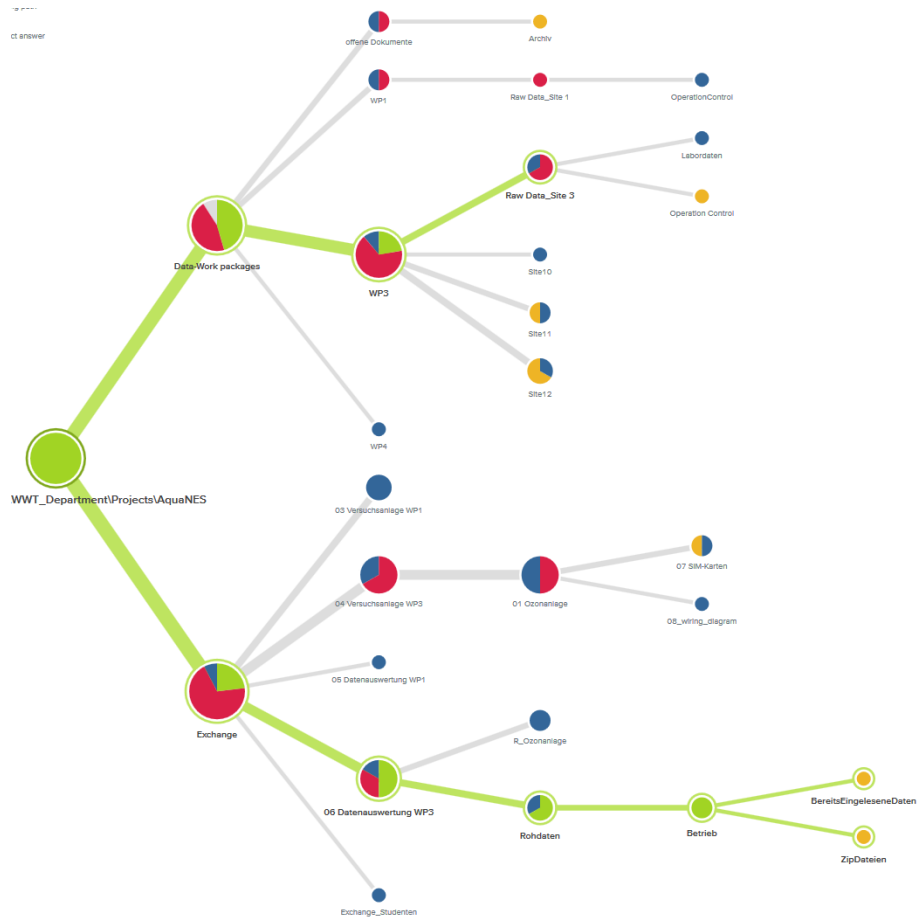 ct answer
offene Dokumente
Archiv
WP1
Raw Data_Site 1
OperationControl
Labordaten
Raw Data_Site 3
Operation Control
Data-Work packages
WP3
Site10
Site11
Site12
WP4
WWT_Department\Projects\AquaNES
03 Versuchsanlage WP1
07 SIM-Karten
04 Versuchsanlage WP3
01 Ozonanlage
08_wiring_diagram
05 Datenauswertung WP1
Exchange
R_Ozonanlage
BereitsEingeleseneDaten
06 Datenauswertung WP3
Rohdaten
Betrieb
ZipDateien
Exchange_Studenten